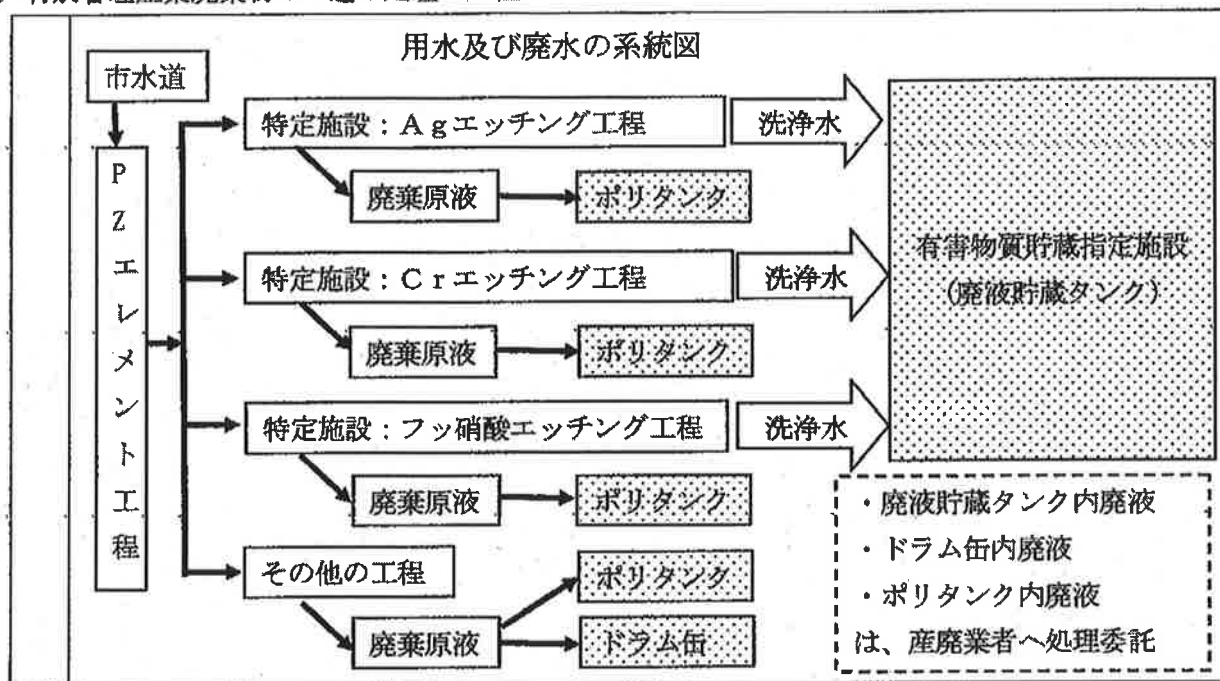 用水及び廃水の系統図
市水道
PZエレメント工程
特定施設：Agエッチング工程
洗浄水
廃棄原液
ポリタンク
特定施設：Crエッチング工程
洗浄水
廃棄原液
ポリタンク
有害物質貯蔵指定施設
（廃液貯蔵タンク）
特定施設：フッ硝酸エッチング工程
洗浄水
廃棄原液
ポリタンク
その他の工程
廃棄原液
ポリタンク
ドラム缶
・廃液貯蔵タンク内廃液
・ドラム缶内廃液
・ポリタンク内廃液
は、産廃業者へ処理委託